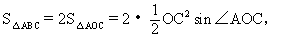 S△ABC = 2S△AOC = 2 · 1/2 OC² sin ∠AOC，